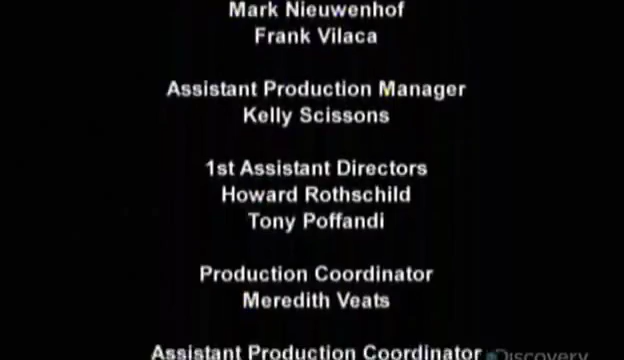 Mark Nieuwenhof
Frank Vilaca
Assistant Production Manager
Kelly Scissons
1st Assistant Directors
Howard Rothschild
Tony Poffandi
Production Coordinator
Meredith Veats
Assistant Production Coordinator
Discovery